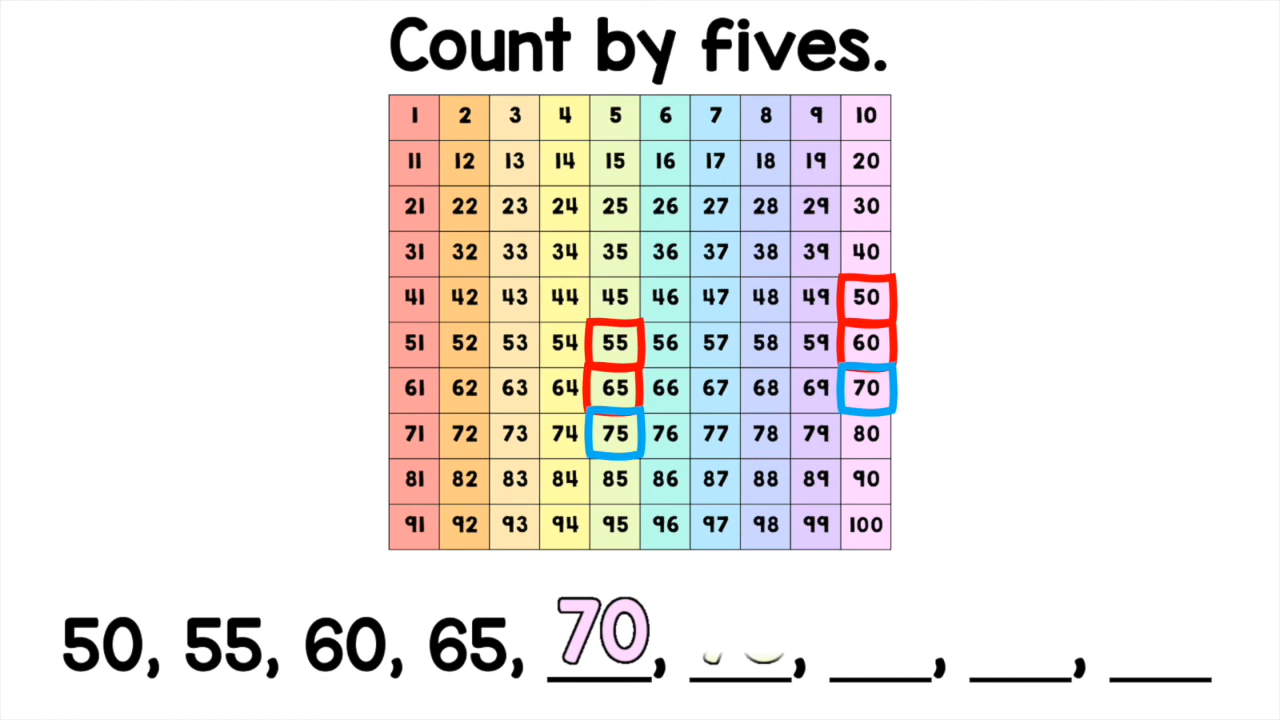 Count by fives.
1 2 3 4 5 6 7 8 9 10
11 12 13 14 15 16 17 18 19 20
21 22 23 24 25 26 27 28 29 30
31 32 33 34 35 36 37 38 39 40
41 42 43 44 45 46 47 48 49 50
51 52 53 54 55 56 57 58 59 60
61 62 63 64 65 66 67 68 69 70
71 72 73 74 75 76 77 78 79 80
81 82 83 84 85 86 87 88 89 90
91 92 93 94 95 96 97 98 99 100
50, 55, 60, 65, 70, ___, ___, ___, ___